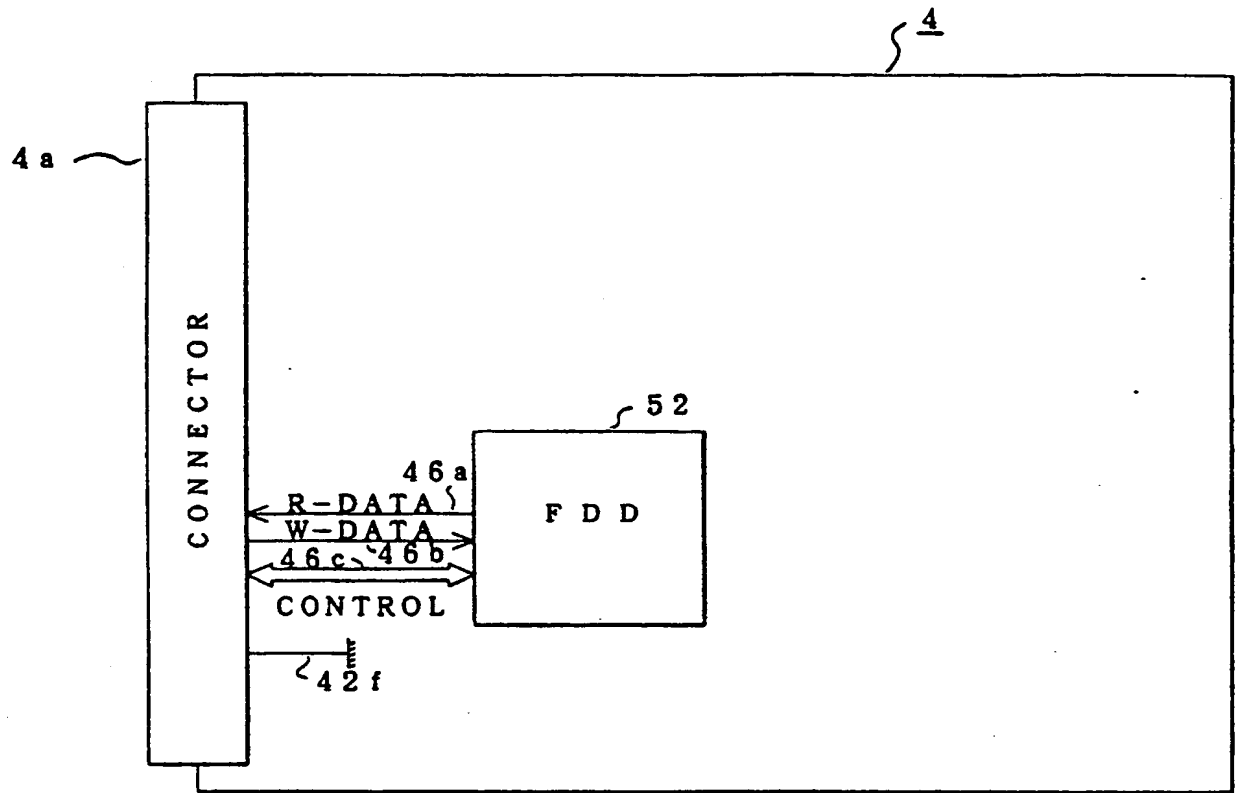 4
4a
CONNECTOR
52
46a
R-DATA
FDD
W-DATA
46b
46c
CONTROL
42f